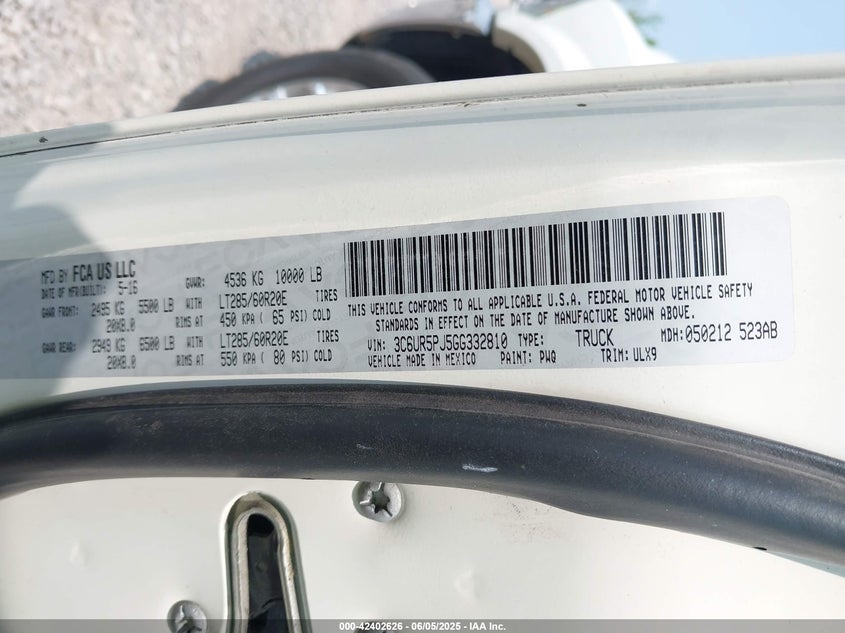 MFD BY FCA US LLC
DATE OF MFR(BUILT): 5-16 GVWR: 4536 KG 10000 LB
GAWR FRONT: 2495 KG 5500 LB WITH LT285/60R20E TIRES
20X8.0 RIMS AT 450 KPA ( 65 PSI) COLD
GAWR REAR: 2949 KG 6500 LB WITH LT285/60R20E TIRES
20X8.0 RIMS AT 550 KPA ( 80 PSI) COLD
THIS VEHICLE CONFORMS TO ALL APPLICABLE U.S.A. FEDERAL MOTOR VEHICLE SAFETY
STANDARDS IN EFFECT ON THE DATE OF MANUFACTURE SHOWN ABOVE.
VIN: 3C6UR5PJ5GG332810 TYPE: TRUCK MDH: 050212 523AB
VEHICLE MADE IN MEXICO PAINT: PWQ TRIM: ULX9
000-42402626 - 06/05/2025 - IAA Inc.